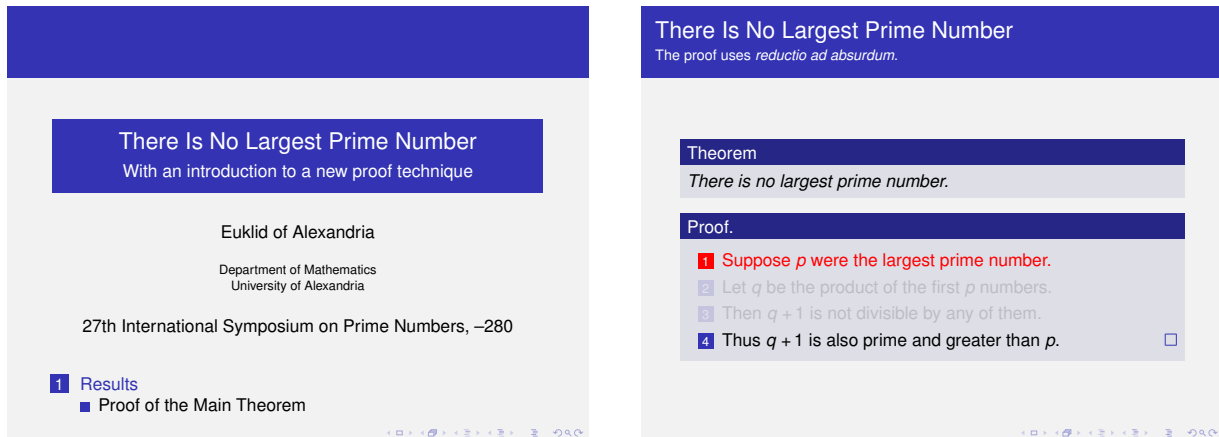 There Is No Largest Prime Number
With an introduction to a new proof technique
Euklid of Alexandria
Department of Mathematics
University of Alexandria
27th International Symposium on Prime Numbers, –280
1 Results
Proof of the Main Theorem
There Is No Largest Prime Number
The proof uses reductio ad absurdum.
Theorem
There is no largest prime number.
Proof.
1 Suppose p were the largest prime number.
2 Let q be the product of the first p numbers.
3 Then q + 1 is not divisible by any of them.
4 Thus q + 1 is also prime and greater than p.